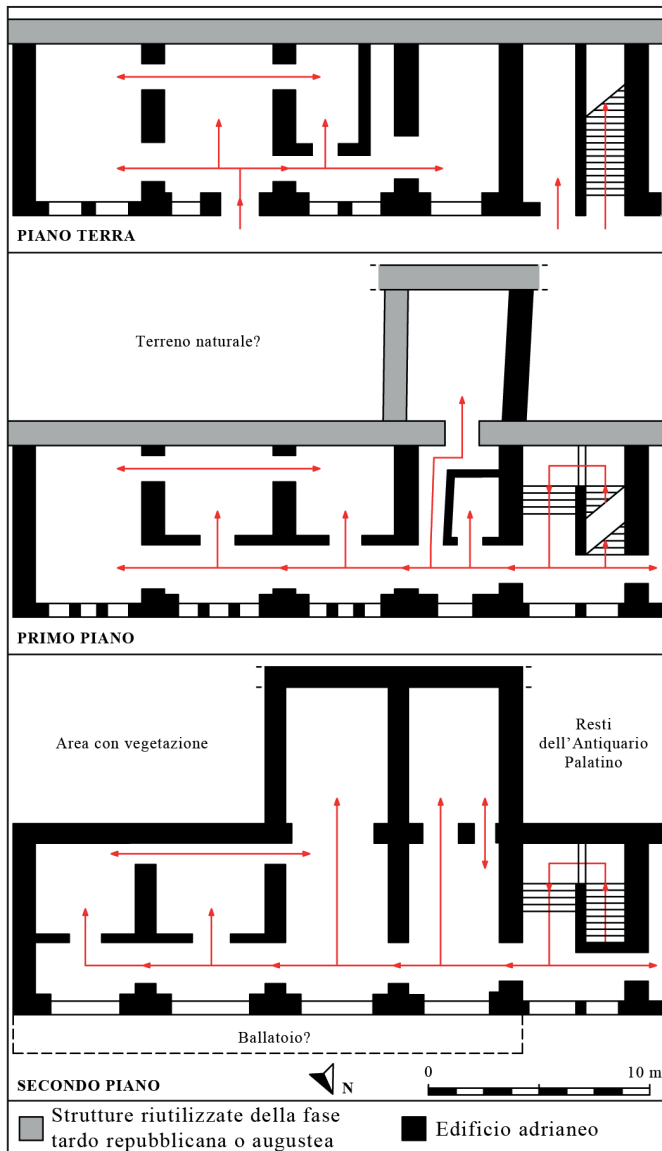 PIANO TERRA
Terreno naturale?
PRIMO PIANO
Area con vegetazione
Resti
dell'Antiquario
Palatino
Ballatoio?
SECONDO PIANO
N
0
10 m
Strutture riutilizzate della fase
tardo repubblicana o augustea
Edificio adrianeo